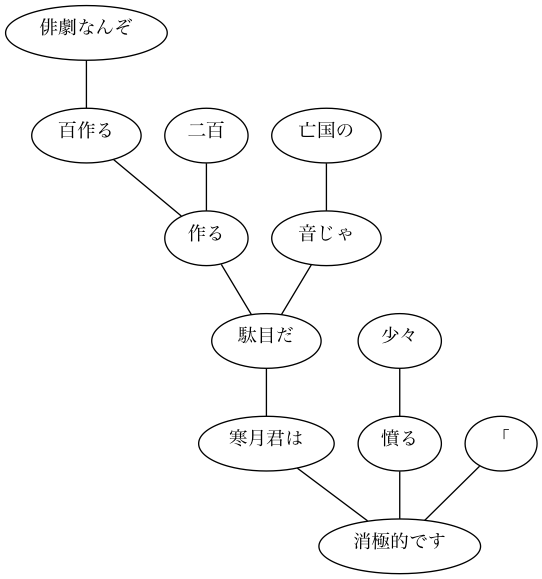 俳劇なんぞ
百作る
二百
亡国の
作る
音じゃ
駄目だ
少々
寒月君は
憤る
「
消極的です